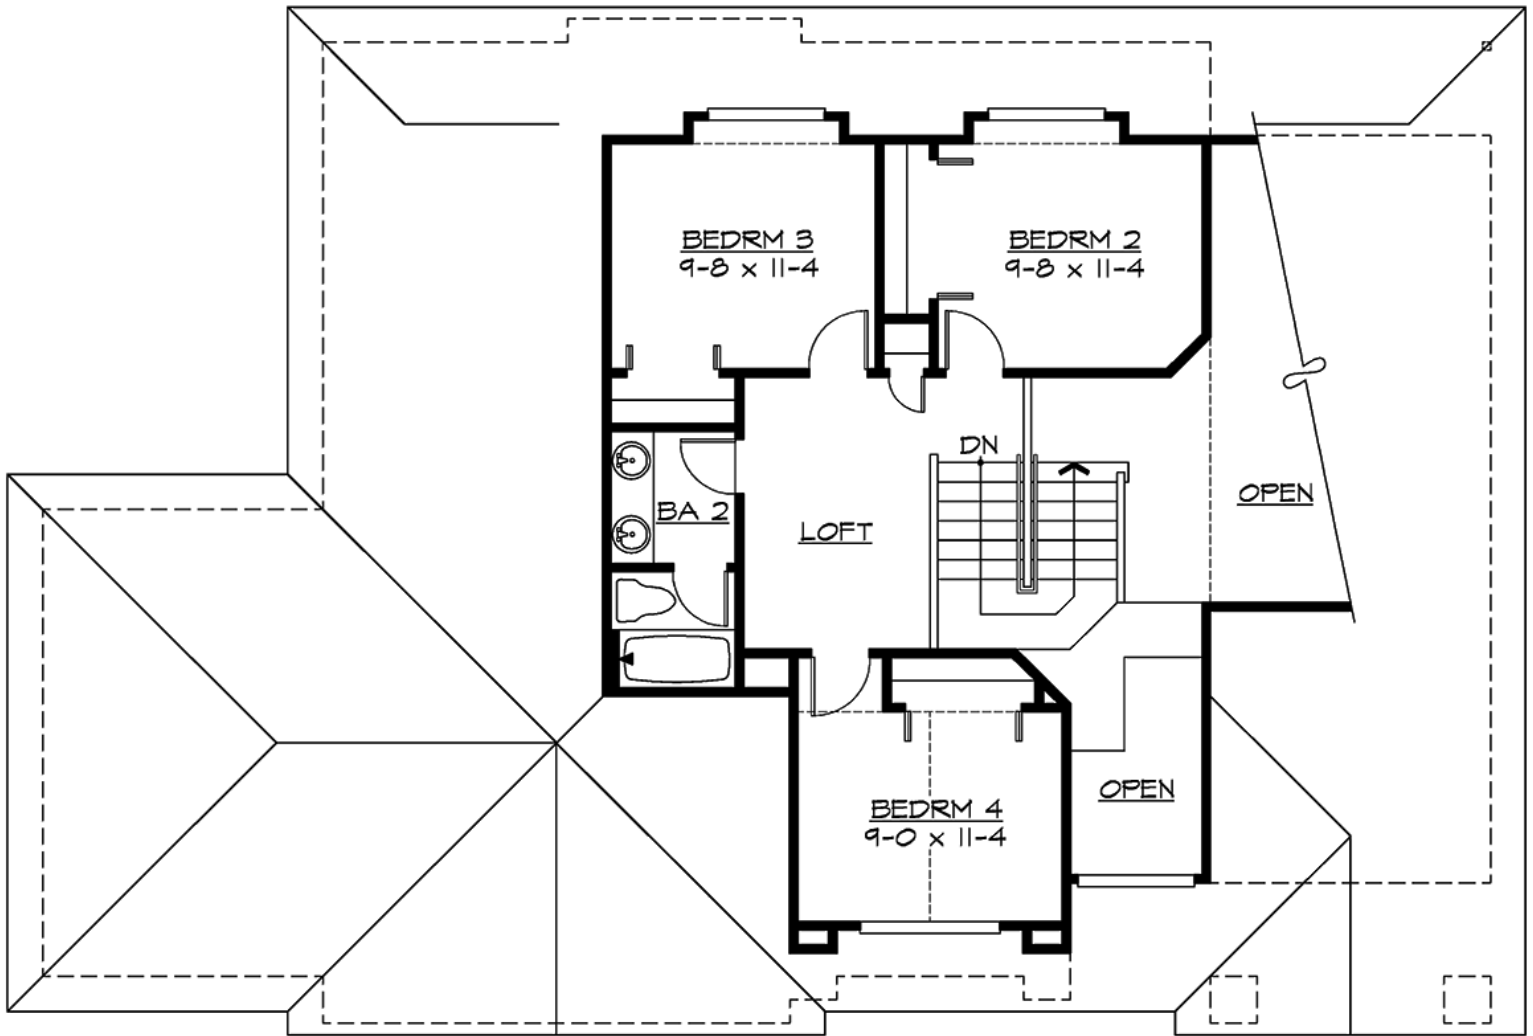 BEDRM 3
9-8 x 11-4
BEDRM 2
9-8 x 11-4
DN
OPEN
BA 2
LOFT
OPEN
BEDRM 4
9-0 x 11-4